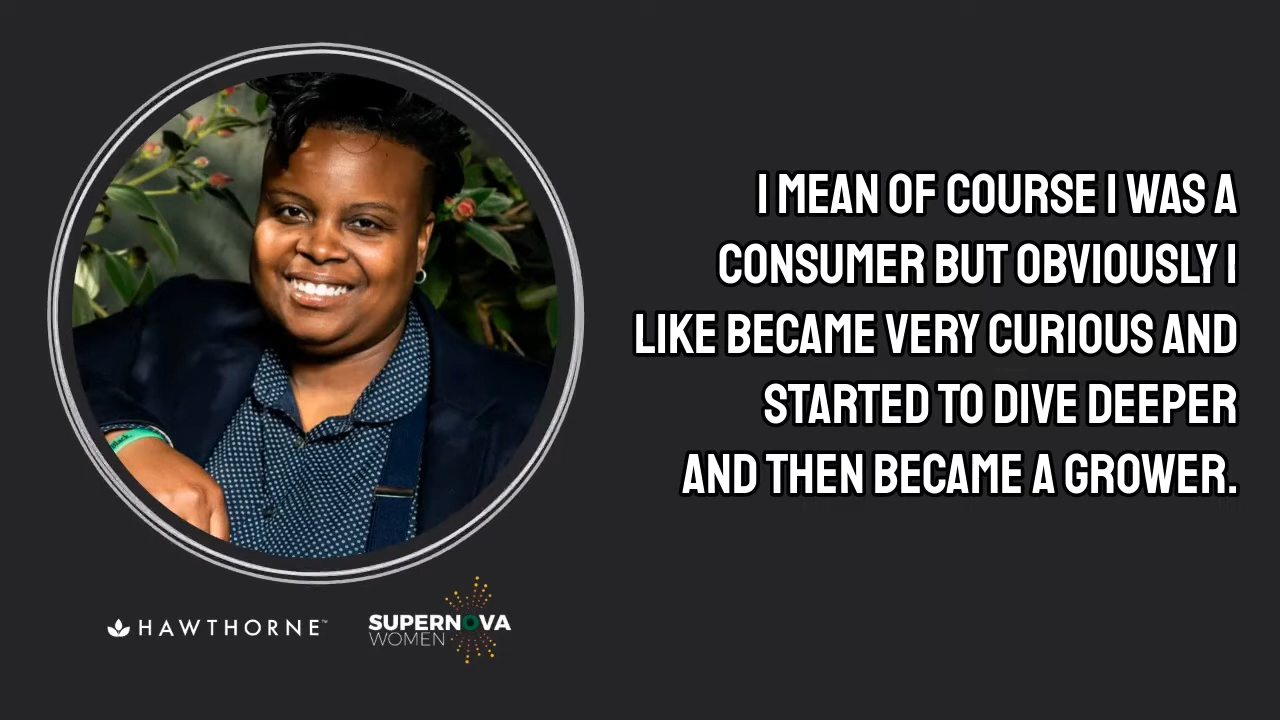 I MEAN OF COURSE I WAS A
CONSUMER BUT OBVIOUSLY I
LIKE BECAME VERY CURIOUS AND
STARTED TO DIVE DEEPER
AND THEN BECAME A GROWER.
HAWTHORNE™
SUPERNOVA
WOMEN